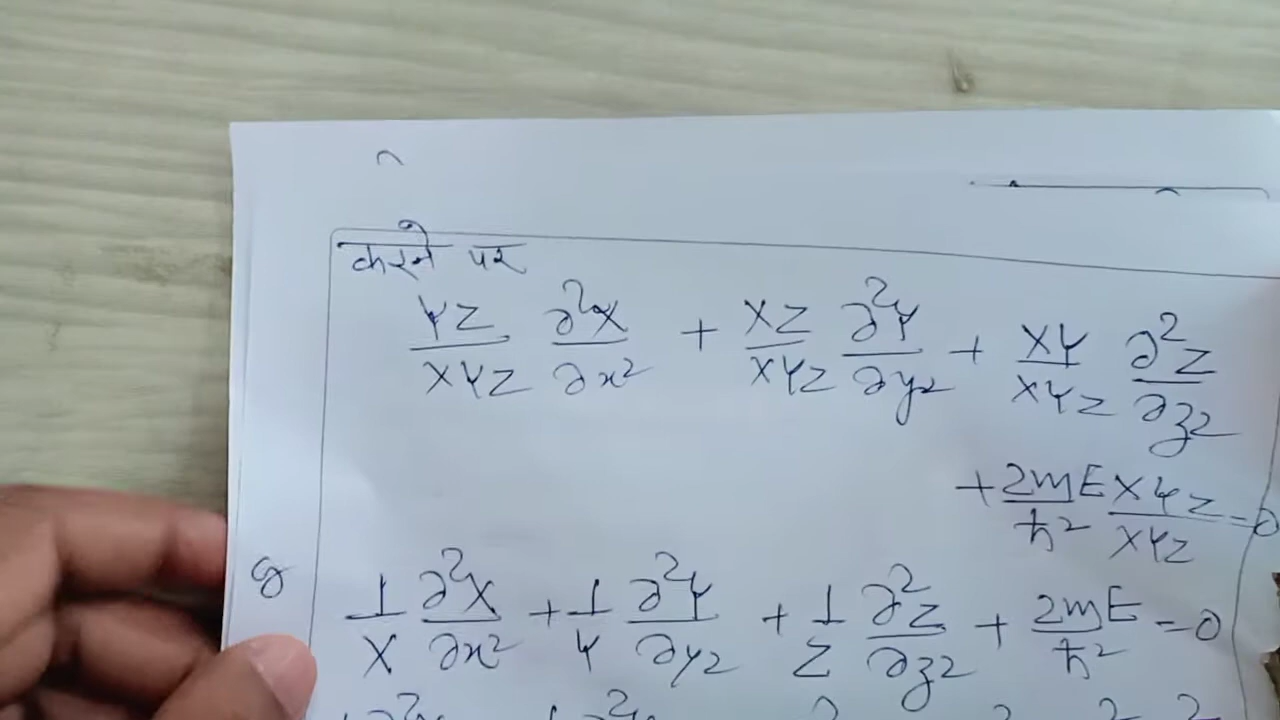 करने पर
YZ/XYZ ∂²X/∂x² + XZ/XYZ ∂²Y/∂y² + XY/XYZ ∂²Z/∂z²
+ 2mE/ħ² XYZ/XYZ = 0
8
1/X ∂²X/∂x² + 1/Y ∂²Y/∂y² + 1/Z ∂²Z/∂z² + 2mE/ħ² = 0